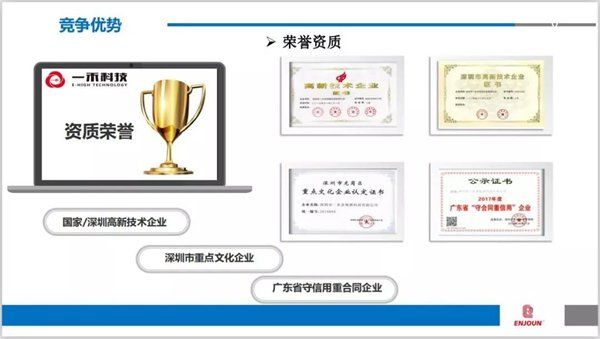 竞争优势
➢ 荣誉资质
一禾科技
E-HIGH TECHNOLOGY
资质荣誉
高新技术企业
证书
深圳市高新技术企业
证书
深圳市龙岗区
重点文化企业认定证书
公示证书
2017年度
广东省“守合同重信用”企业
国家/深圳高新技术企业
深圳市重点文化企业
广东省守信用重合同企业
ENJOUN